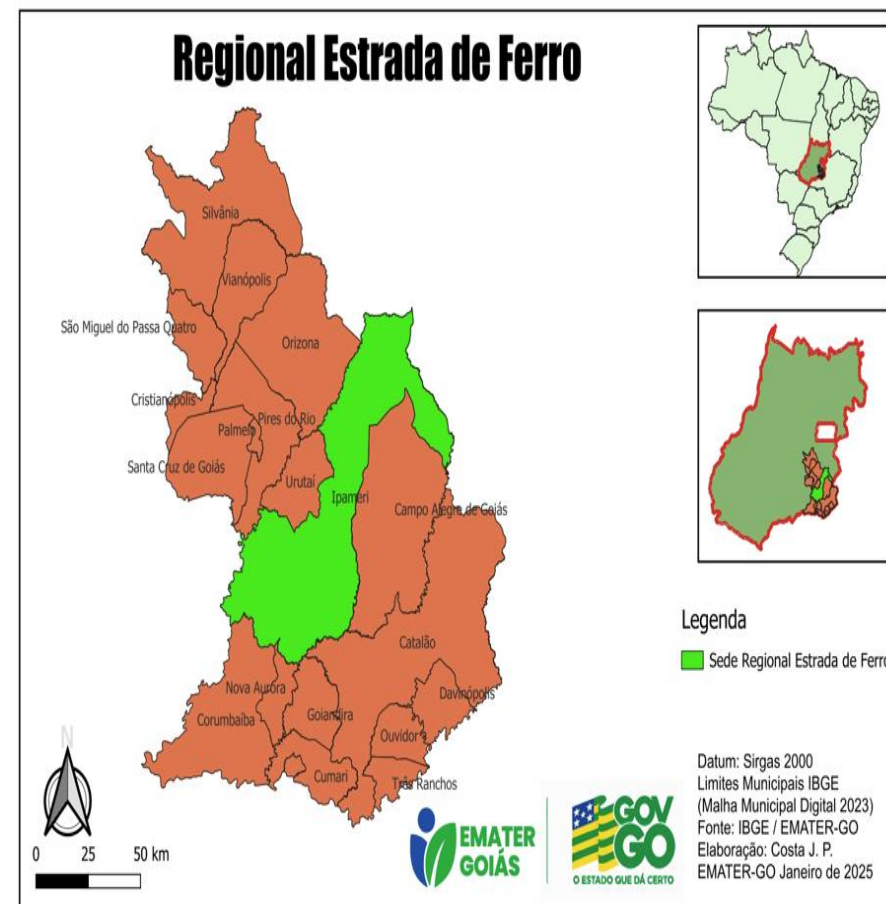 Regional Estrada de Ferro
Silvânia
Vianópolis
São Miguel do Passa Quatro
Orizona
Cristianópolis
Pires do Rio
Palmelo
Santa Cruz de Goiás
Urutaí
Ipameri
Campo Alegre de Goiás
Catalão
Nova Aurora
Davinópolis
Corumbaíba
Goiandira
Ouvidor
Cumari
Três Ranchos
Legenda
Sede Regional Estrada de Ferro
N
0 25 50 km
EMATER
GOIÁS
GOV
GO
O ESTADO QUE DÁ CERTO
Datum: Sirgas 2000
Limites Municipais IBGE
(Malha Municipal Digital 2023)
Fonte: IBGE / EMATER-GO
Elaboração: Costa J. P.
EMATER-GO Janeiro de 2025